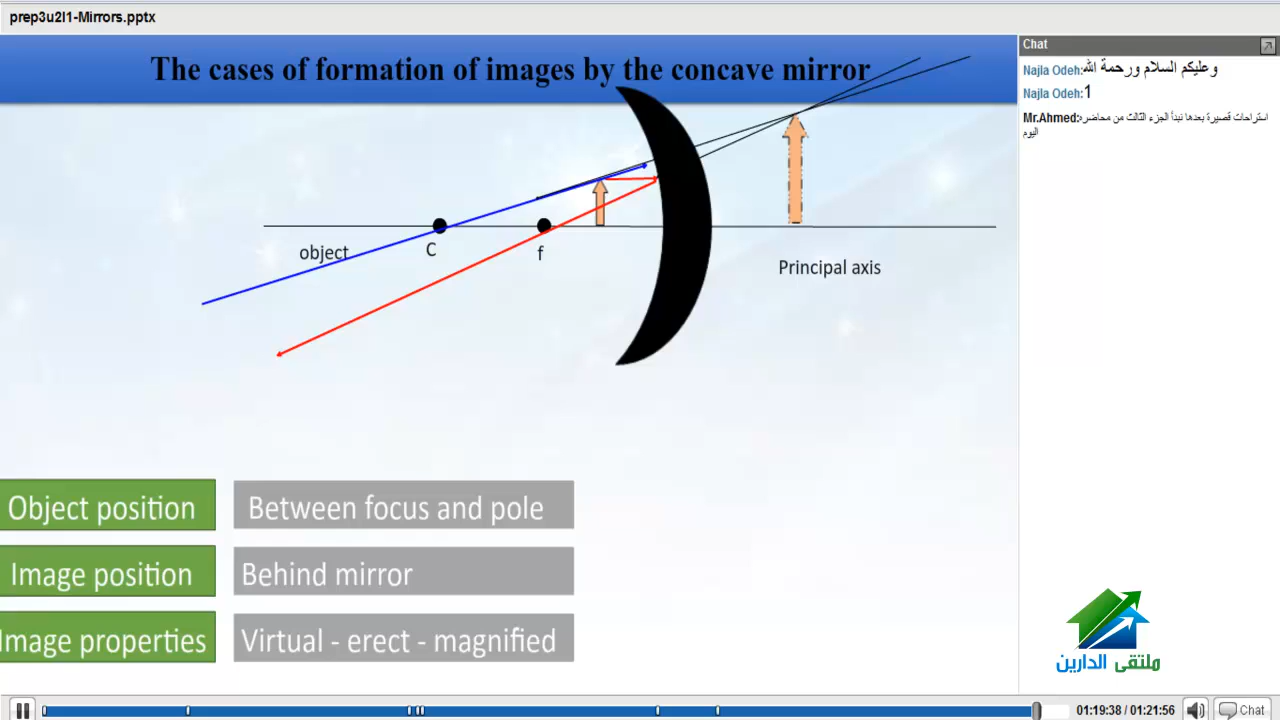 prep3u2l1-Mirrors.pptx
The cases of formation of images by the concave mirror
object
C
f
Principal axis
Object position
Between focus and pole
Image position
Behind mirror
Image properties
Virtual - erect - magnified
Chat
Najla Odeh: وعليكم السلام ورحمة الله
Najla Odeh: 1
Mr.Ahmed: استراحات قصيرة بعدها نبدأ الجزء الثالث من محاضره
اليوم
ملتقى الدارين
01:19:38 / 01:21:56
Chat